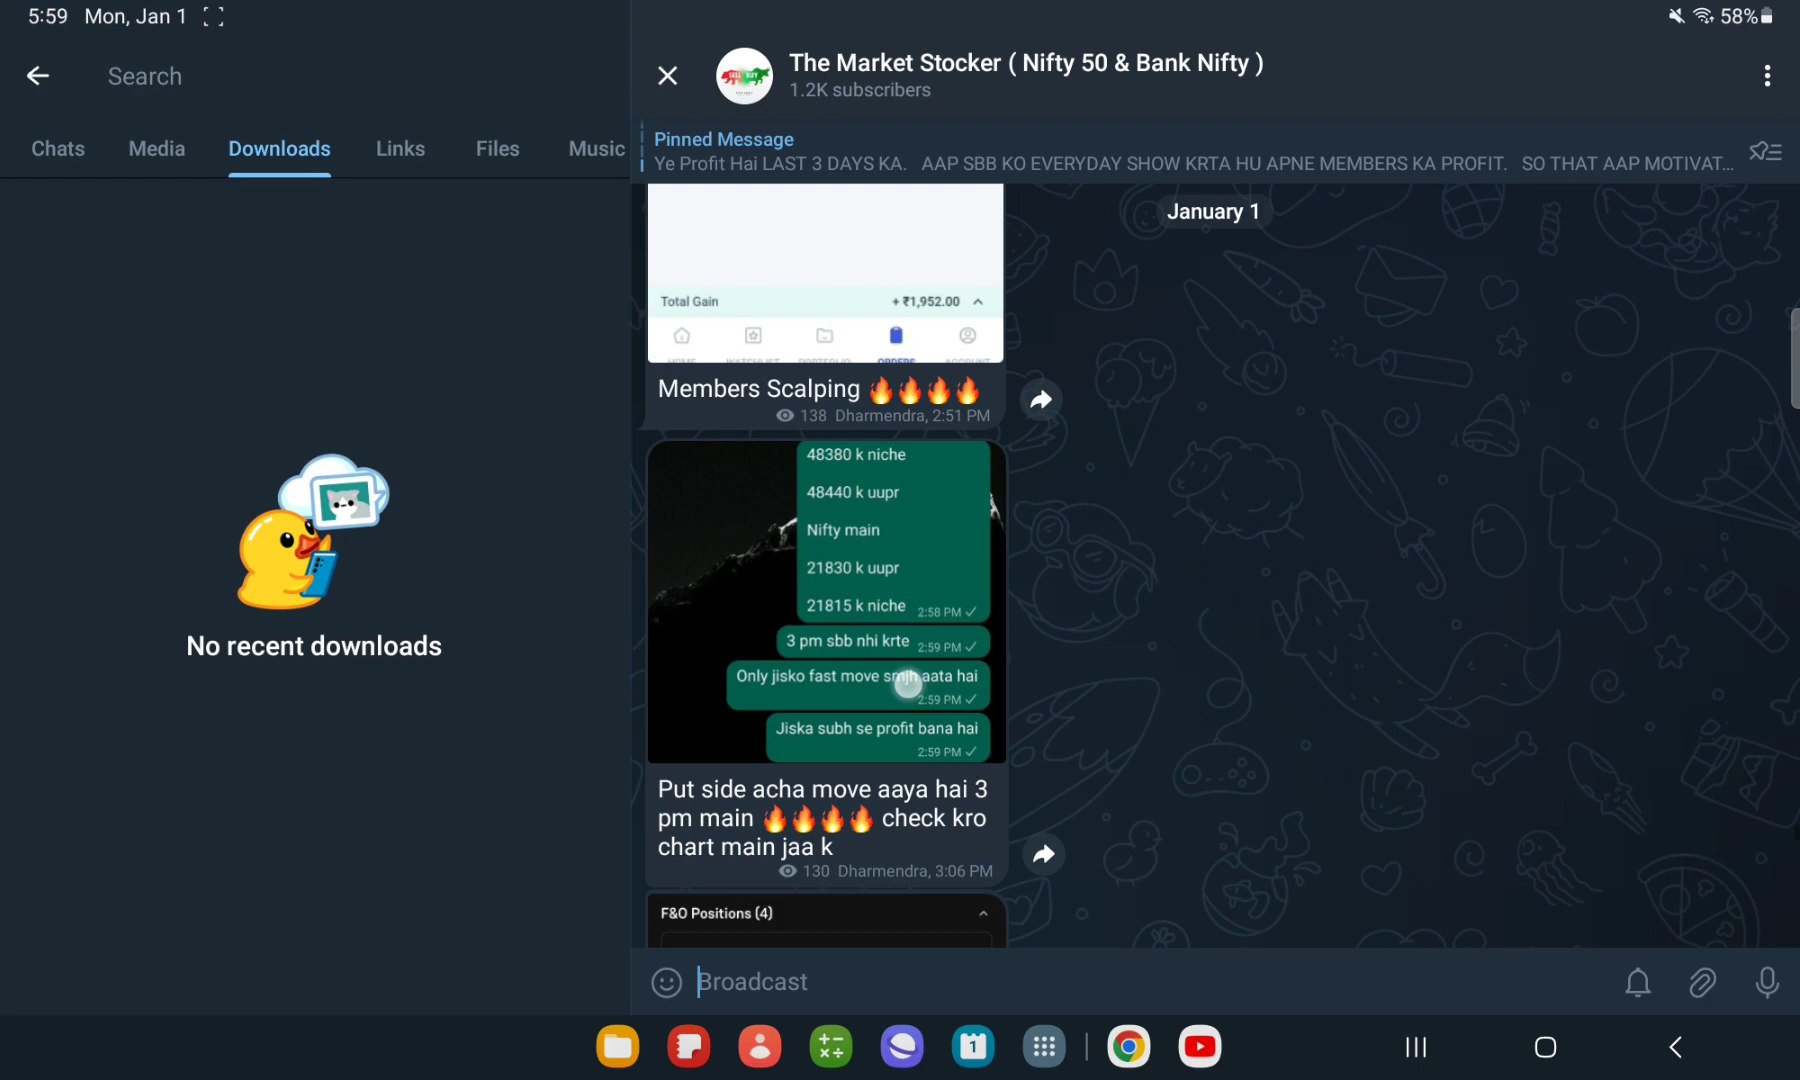 5:59 Mon, Jan 1
58%
Search
Chats Media Downloads Links Files Music
No recent downloads
The Market Stocker ( Nifty 50 & Bank Nifty )
1.2K subscribers
Pinned Message
Ye Profit Hai LAST 3 DAYS KA. AAP SBB KO EVERYDAY SHOW KRTA HU APNE MEMBERS KA PROFIT. SO THAT AAP MOTIVAT...
January 1
Total Gain + ₹1,952.00
Members Scalping 🔥🔥🔥🔥
138 Dharmendra, 2:51 PM
48380 k niche
48440 k uupr
Nifty main
21830 k uupr
21815 k niche 2:58 PM
3 pm sbb nhi krte 2:59 PM
Only jisko fast move smjh aata hai
2:59 PM
Jiska subh se profit bana hai
2:59 PM
Put side acha move aaya hai 3
pm main 🔥🔥🔥🔥 check kro
chart main jaa k
130 Dharmendra, 3:06 PM
F&O Positions (4)
Broadcast
1